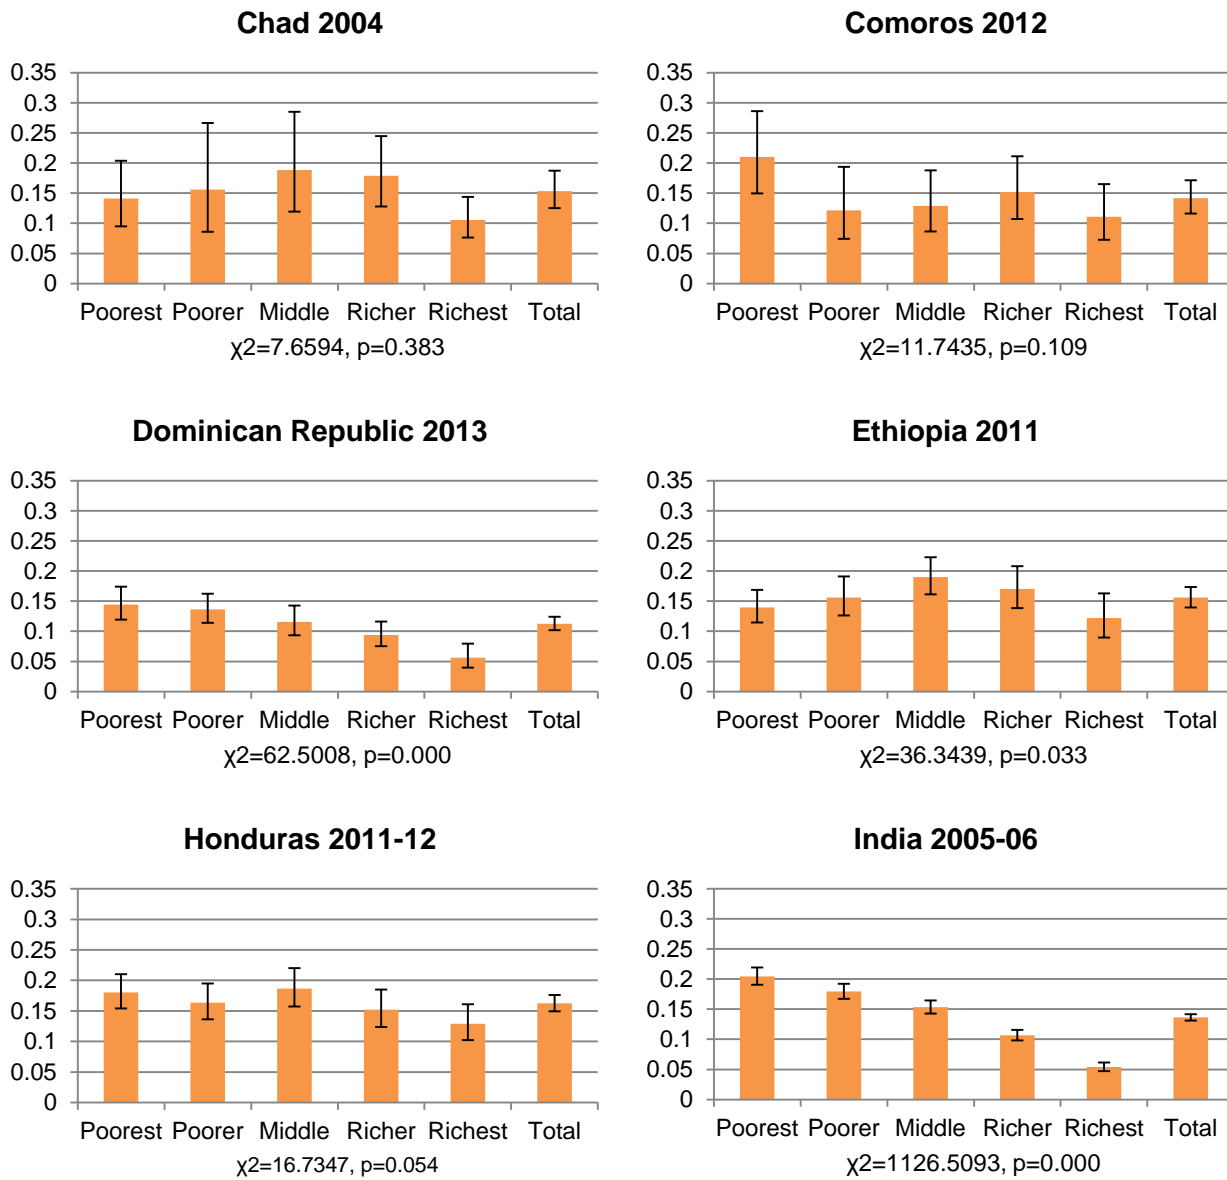 Chad 2004
0.35
0.3
0.25
0.2
0.15
0.1
0.05
0
Poorest Poorer Middle Richer Richest Total
χ2=7.6594, p=0.383
Comoros 2012
0.35
0.3
0.25
0.2
0.15
0.1
0.05
0
Poorest Poorer Middle Richer Richest Total
χ2=11.7435, p=0.109
Dominican Republic 2013
0.35
0.3
0.25
0.2
0.15
0.1
0.05
0
Poorest Poorer Middle Richer Richest Total
χ2=62.5008, p=0.000
Ethiopia 2011
0.35
0.3
0.25
0.2
0.15
0.1
0.05
0
Poorest Poorer Middle Richer Richest Total
χ2=36.3439, p=0.033
Honduras 2011-12
0.35
0.3
0.25
0.2
0.15
0.1
0.05
0
Poorest Poorer Middle Richer Richest Total
χ2=16.7347, p=0.054
India 2005-06
0.35
0.3
0.25
0.2
0.15
0.1
0.05
0
Poorest Poorer Middle Richer Richest Total
χ2=1126.5093, p=0.000